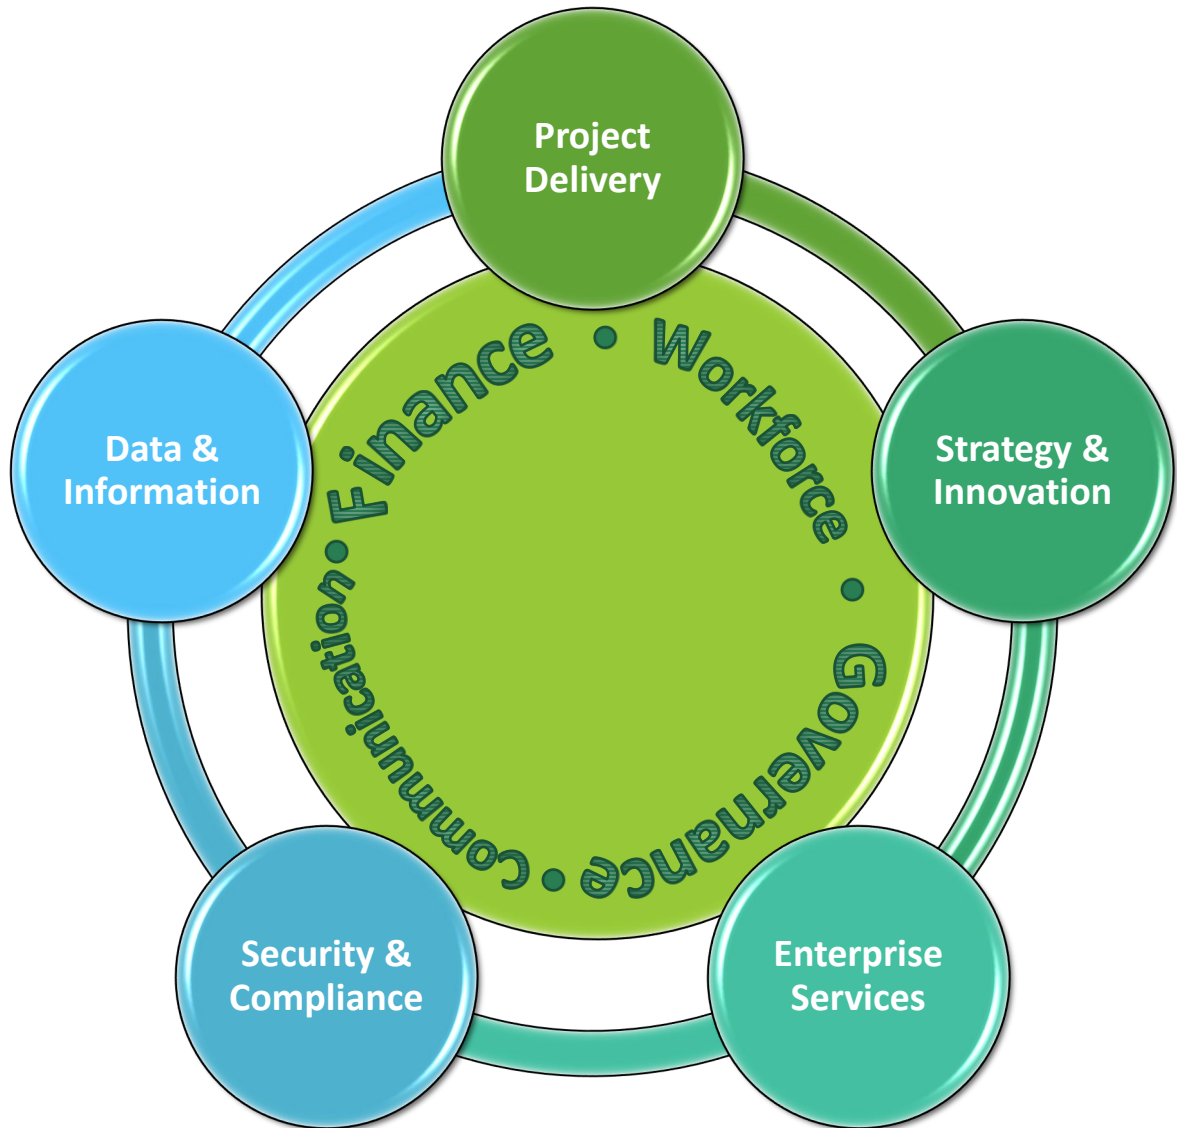 Project
Delivery
Strategy &
Innovation
Enterprise
Services
Security &
Compliance
Data &
Information
Finance • Workforce • Governance • Communication •